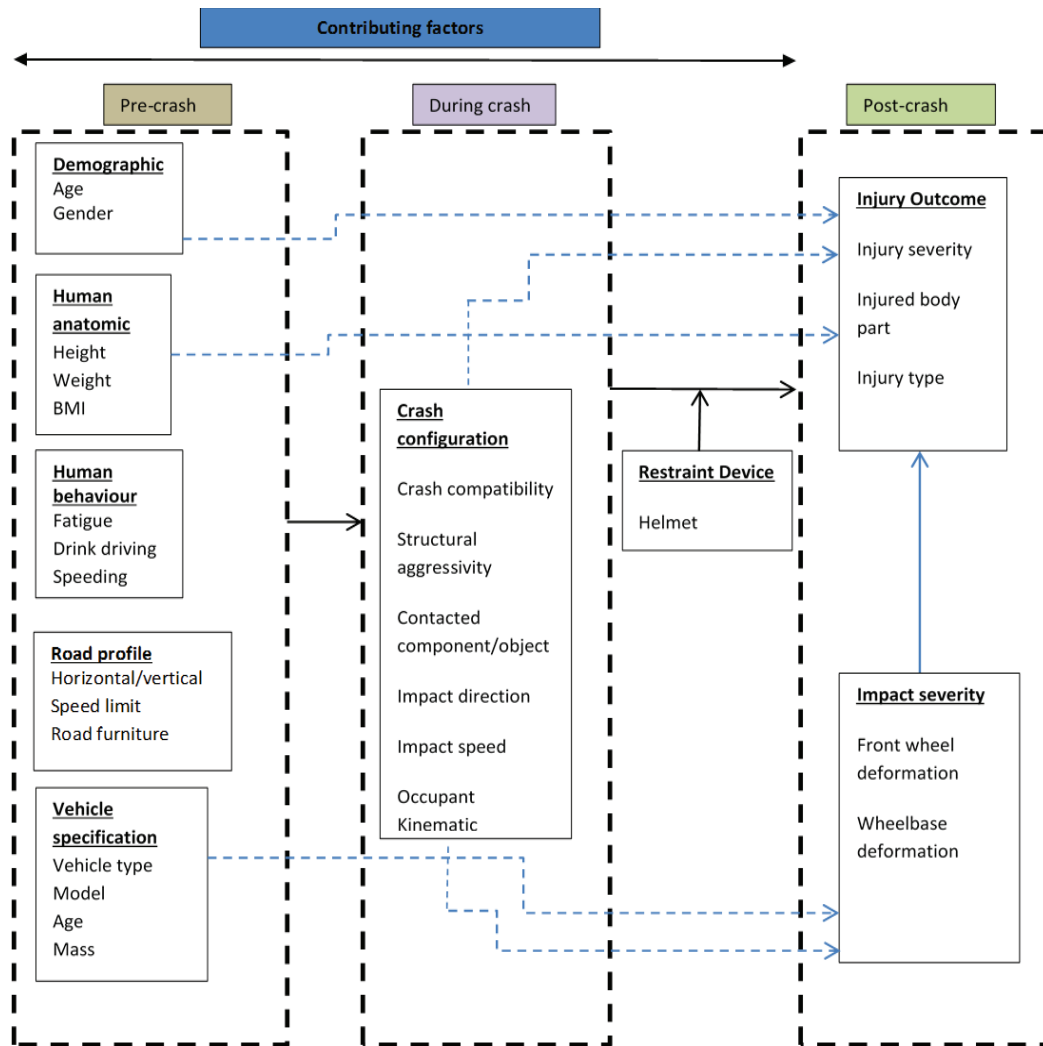 Contributing factors
Pre-crash
During crash
Post-crash
Demographic
Age
Gender
Human
anatomic
Height
Weight
BMI
Human
behaviour
Fatigue
Drink driving
Speeding
Road profile
Horizontal/vertical
Speed limit
Road furniture
Vehicle
specification
Vehicle type
Model
Age
Mass
Crash
configuration
Crash compatibility
Structural
aggressivity
Contacted
component/object
Impact direction
Impact speed
Occupant
Kinematic
Restraint Device
Helmet
Injury Outcome
Injury severity
Injured body
part
Injury type
Impact severity
Front wheel
deformation
Wheelbase
deformation